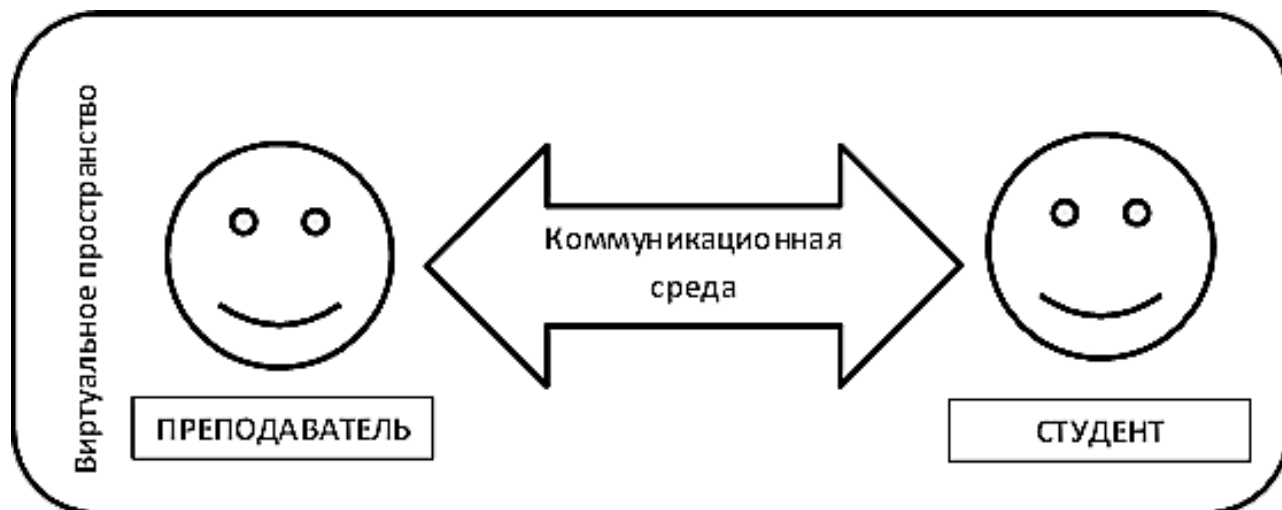 Виртуальное пространство
Коммуникационная
среда
ПРЕПОДАВАТЕЛЬ
СТУДЕНТ